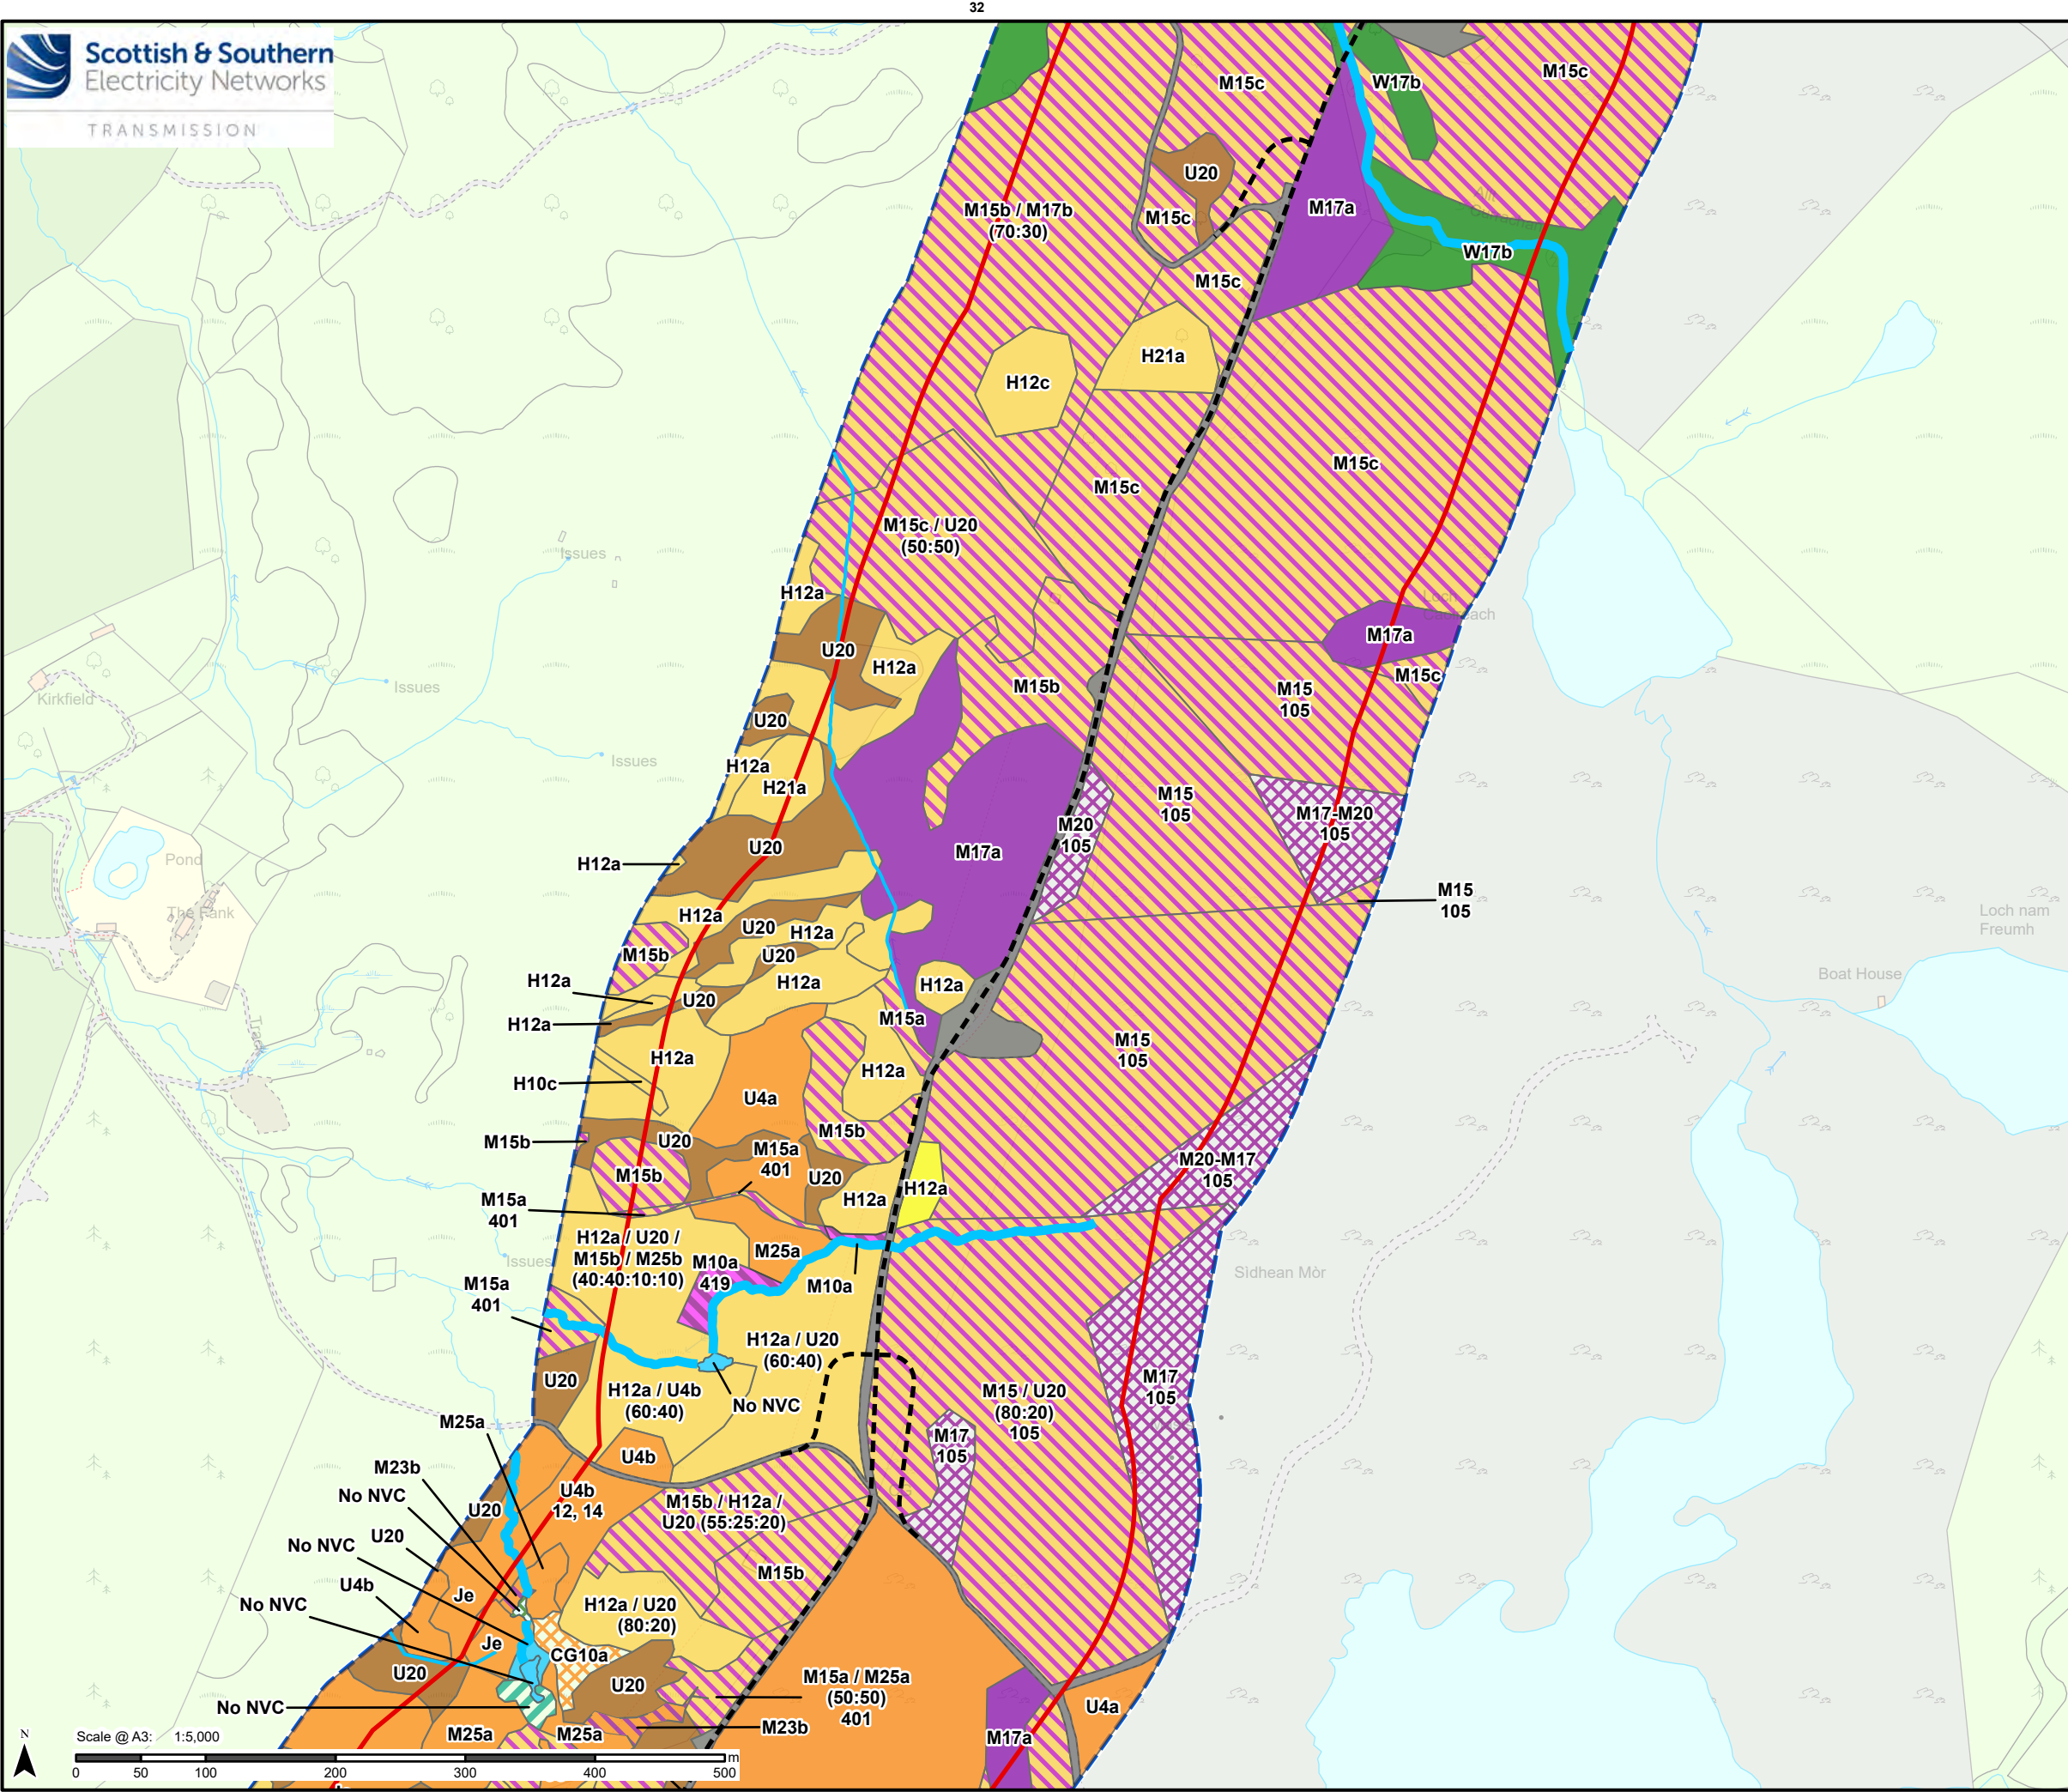 32
Scottish & Southern
Electricity Networks
TRANSMISSION
M15c
W17b
M15c
U20
M15b / M17b
(70:30)
M15c
M17a
Allt
W17b
M15c
H21a
H12c
M15c
M15c
M15c / U20
(50:50)
Issues
H12a
Loch
M17a
U20
H12a
M15c
Issues
M15b
M15
105
Kirkfield
U20
Issues
H12a
H21a
M15
105
M17-M20
105
M20
105
U20
M17a
Pond
H12a
M15
105
The Fank
H12a
U20
H12a
Loch nam
Freumh
M15b
U20
Boat House
H12a
H12a
H12a
U20
M15a
H12a
Track
M15
105
H12a
H12a
H10c
U4a
M15b
M15b
U20
M15a
401
M20-M17
105
M15b
U20
H12a
H12a
M15a
401
H12a / U20 /
M15b / M25b
(40:40:10:10)
M25a
Issues
M10a
419
M10a
Sìdhean Mòr
M15a
401
H12a / U20
(60:40)
U20
H12a / U4b
(60:40)
No NVC
M15 / U20
(80:20)
105
M17
105
M25a
M17
105
U4b
M23b
No NVC
U4b
12, 14
M15b / H12a /
U20 (55:25:20)
U20
No NVC
U20
M15b
U4b
Je
No NVC
H12a / U20
(80:20)
Je
CG10a
U20
U20
M15a / M25a
(50:50)
401
No NVC
U4a
M25a
M25a
M23b
M17a
N
Scale @ A3: 1:5,000
m
0 50 100 200 300 400 500